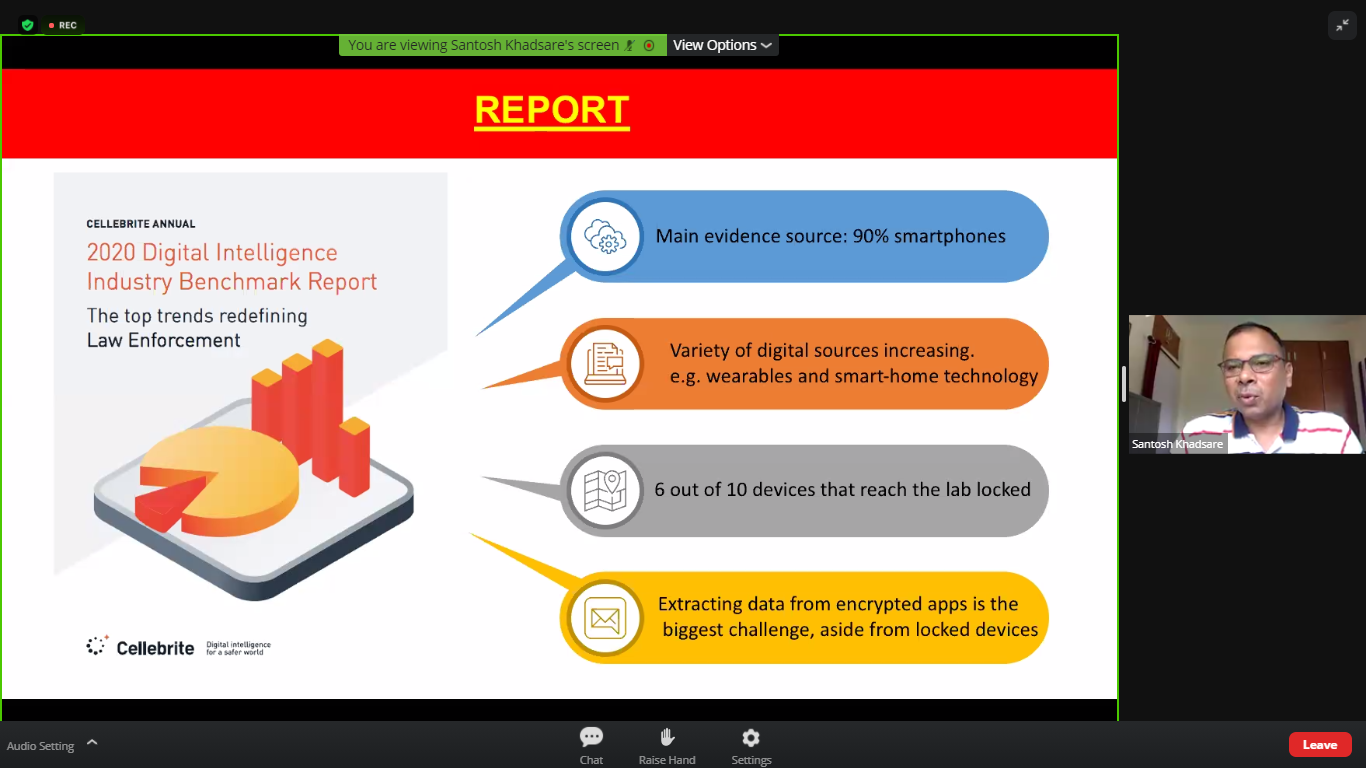 REC
You are viewing Santosh Khadsare's screen
View Options
REPORT
CELLEBRITE ANNUAL
2020 Digital Intelligence
Industry Benchmark Report
The top trends redefining
Law Enforcement
Cellebrite
Digital intelligence
for a safer world
Main evidence source: 90% smartphones
Variety of digital sources increasing.
e.g. wearables and smart-home technology
6 out of 10 devices that reach the lab locked
Extracting data from encrypted apps is the
biggest challenge, aside from locked devices
Santosh Khadsare
Audio Setting
Chat
Raise Hand
Settings
Leave